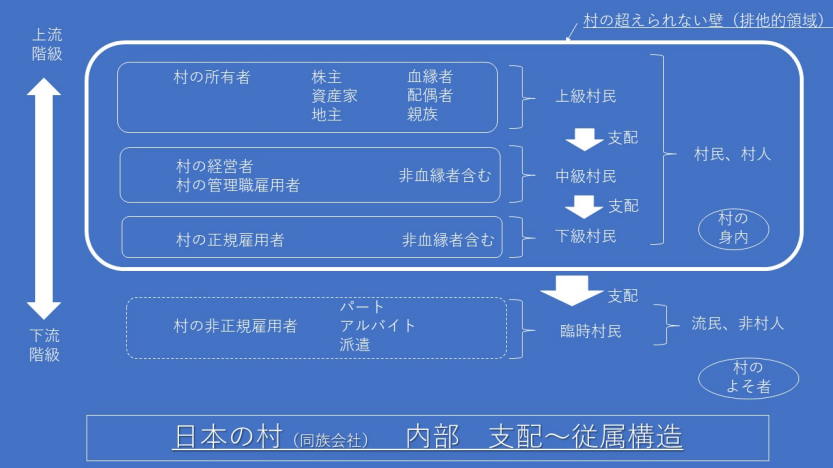 村の超えられない壁（排他的領域）
上流
階級
村の所有者
株主
資産家
地主
血縁者
配偶者
親族
上級村民
支配
村の経営者
村の管理職雇用者
非血縁者含む
中級村民
支配
村の正規雇用者
非血縁者含む
下級村民
村民、村人
村の
身内
支配
下流
階級
村の非正規雇用者
パート
アルバイト
派遣
臨時村民
流民、非村人
村の
よそ者
日本の村（同族会社）　内部　支配～従属構造